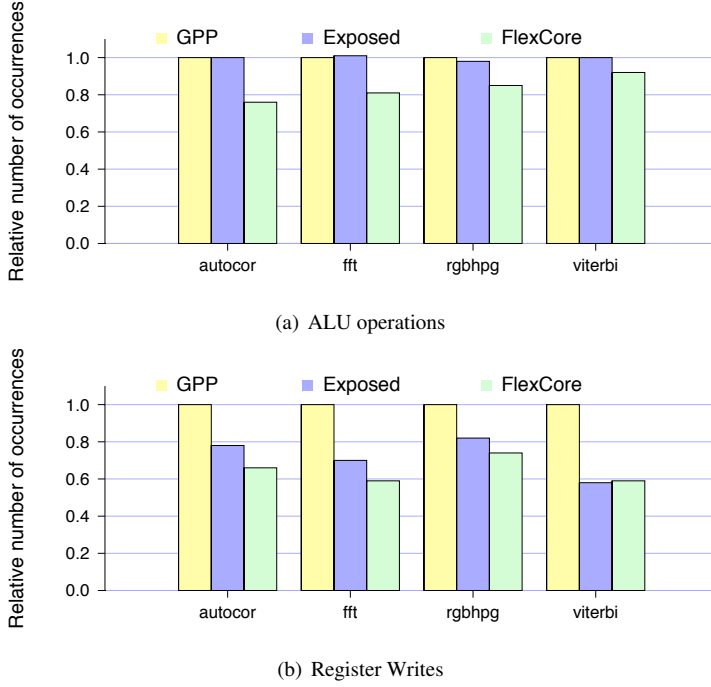 GPP Exposed FlexCore
Relative number of occurrences
1.0
0.8
0.6
0.4
0.2
0.0
autocor fft rgbhpg viterbi
(a) ALU operations
GPP Exposed FlexCore
Relative number of occurrences
1.0
0.8
0.6
0.4
0.2
0.0
autocor fft rgbhpg viterbi
(b) Register Writes